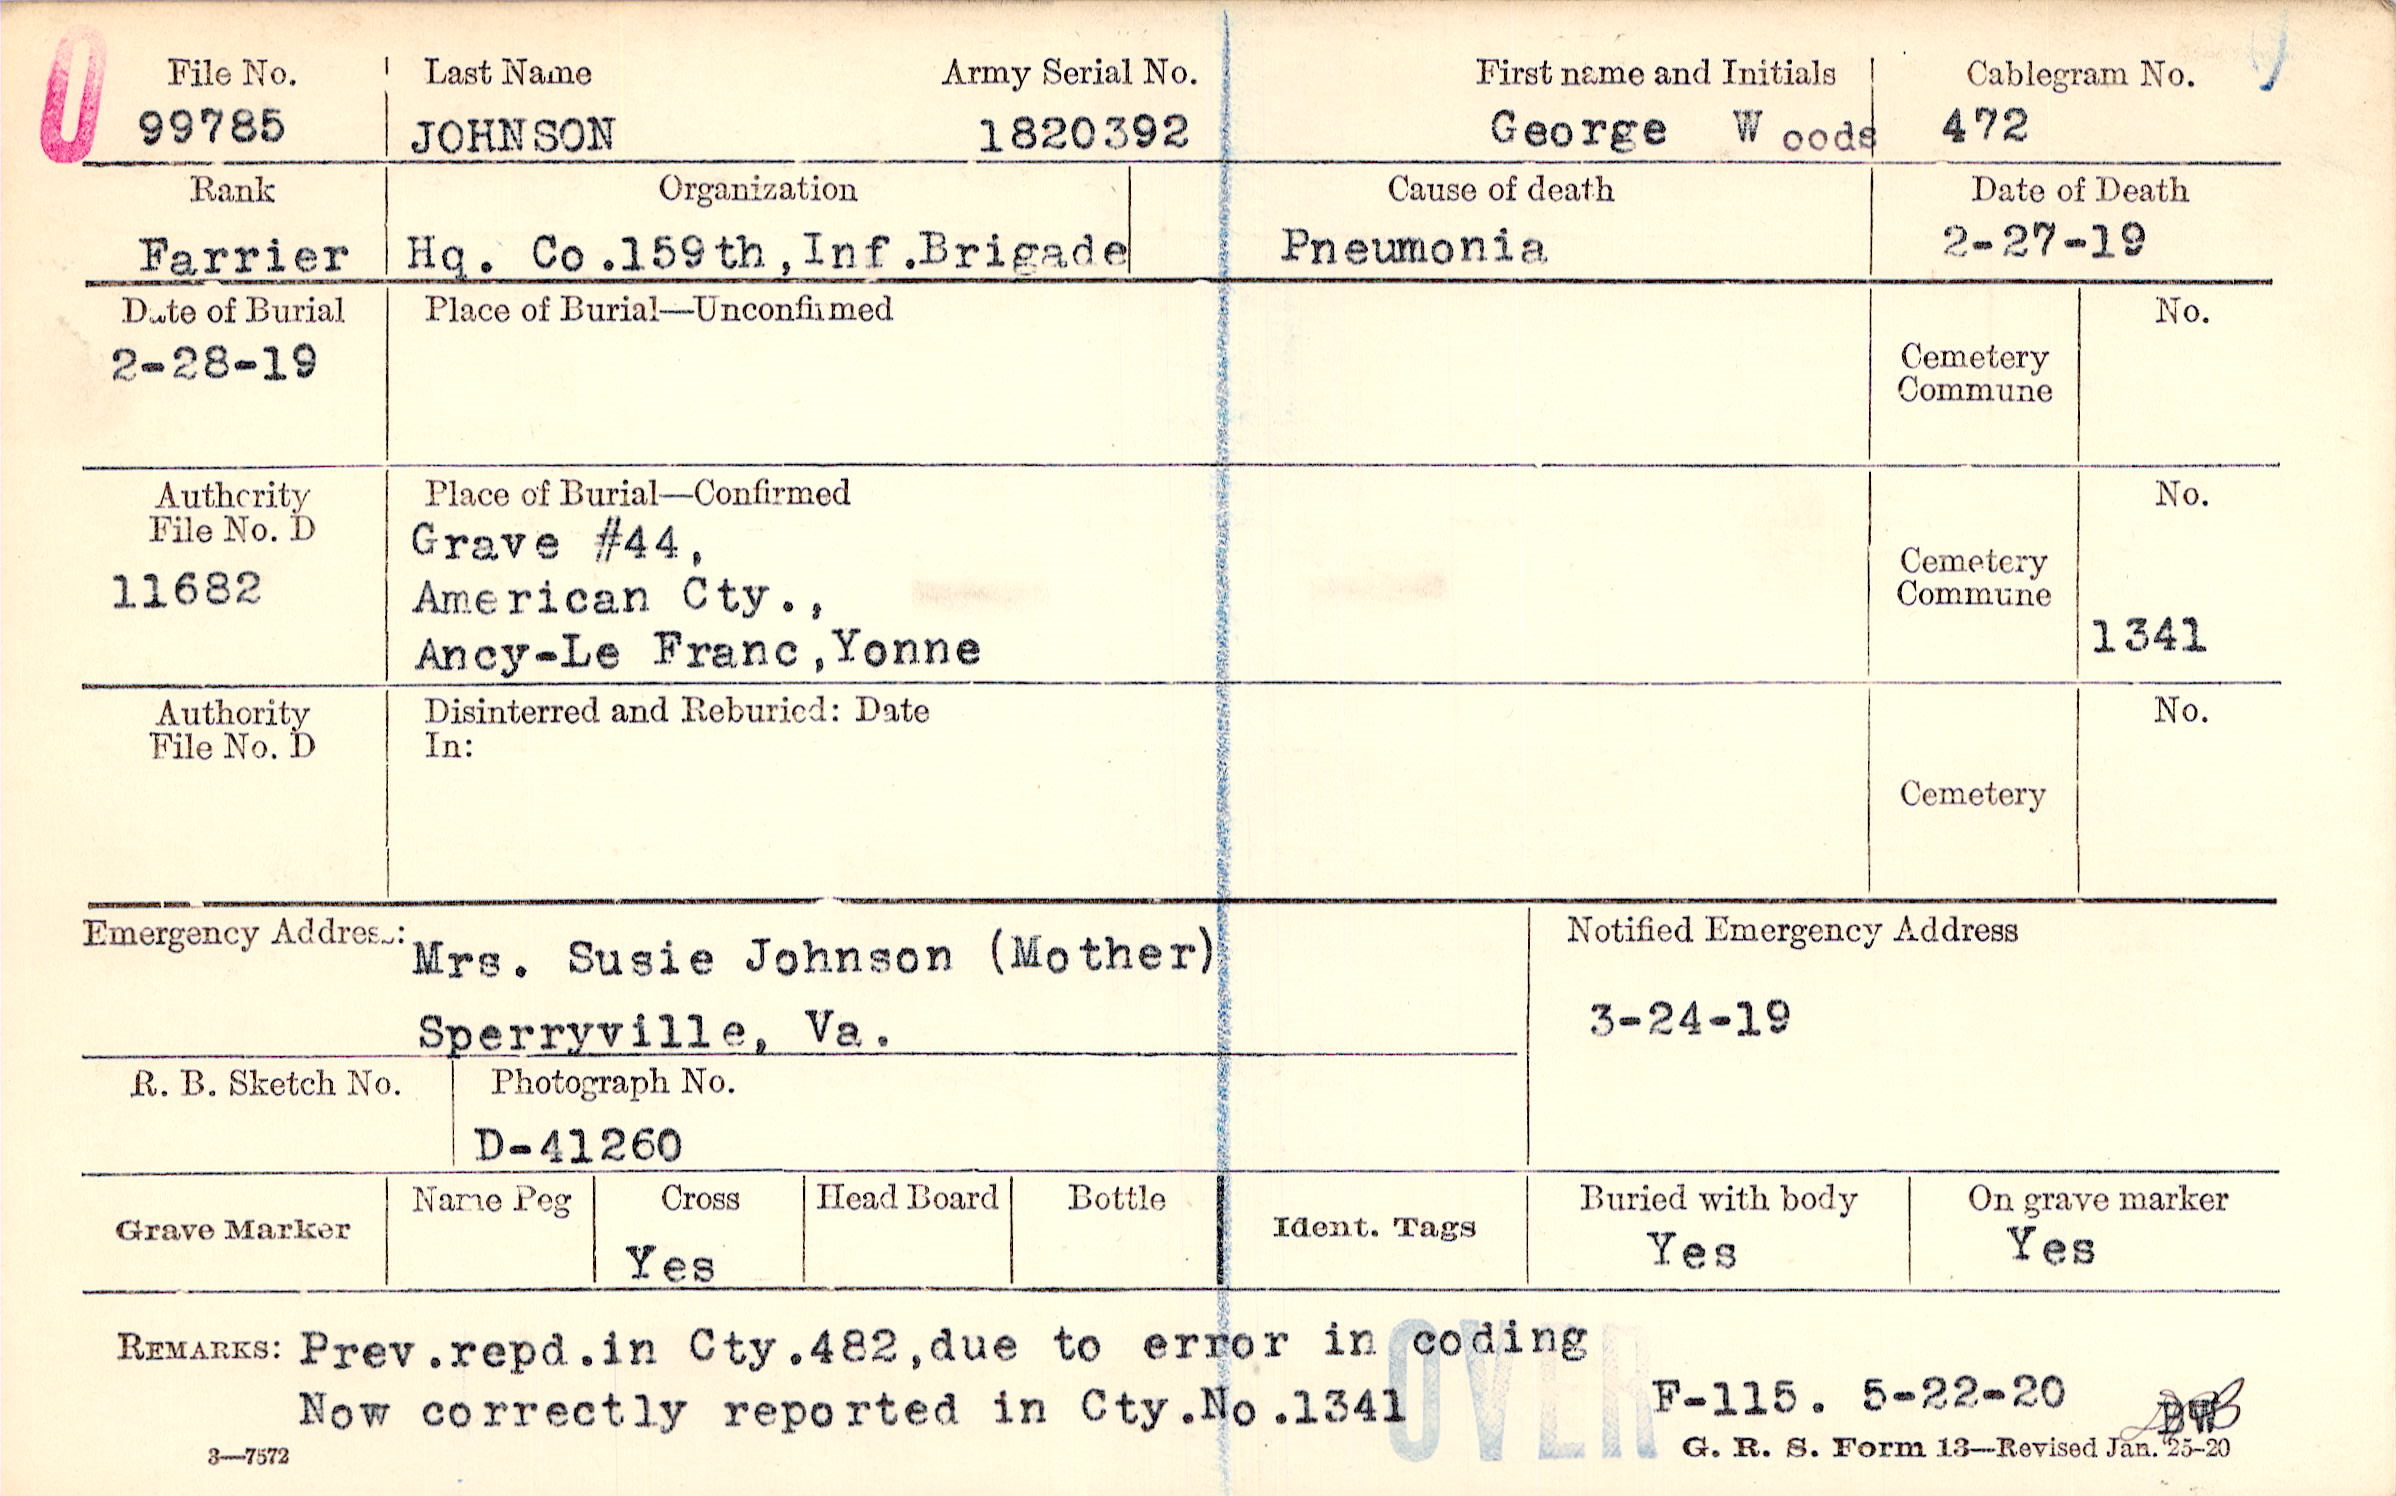 0
File No. Last Name Army Serial No. First name and Initials Cablegram No.
99785 JOHNSON 1820392 George Woods 472
Rank Organization Cause of death Date of Death
Farrier Hq. Co.159th,Inf.Brigade Pneumonia 2-27-19
Date of Burial Place of Burial—Unconfirmed No.
2-28-19
Cemetery
Commune
Authority Place of Burial—Confirmed No.
File No. D
Grave #44,
11682 American Cty., Cemetery
Commune
Ancy-Le Franc,Yonne 1341
Authority Disinterred and Reburied: Date No.
File No. D In:
Cemetery
Emergency Address: Notified Emergency Address
Mrs. Susie Johnson (Mother)
Sperryville, Va. 3-24-19
R. B. Sketch No. Photograph No.
D-41260
Grave Marker Name Peg Cross Head Board Bottle Ident. Tags Buried with body On grave marker
Yes Yes Yes
REMARKS: Prev.repd.in Cty.482,due to error in coding
Now correctly reported in Cty.No.1341 F-115. 5-22-20
OVER
3—7572 G. R. S. Form 13—Revised Jan. 25-20